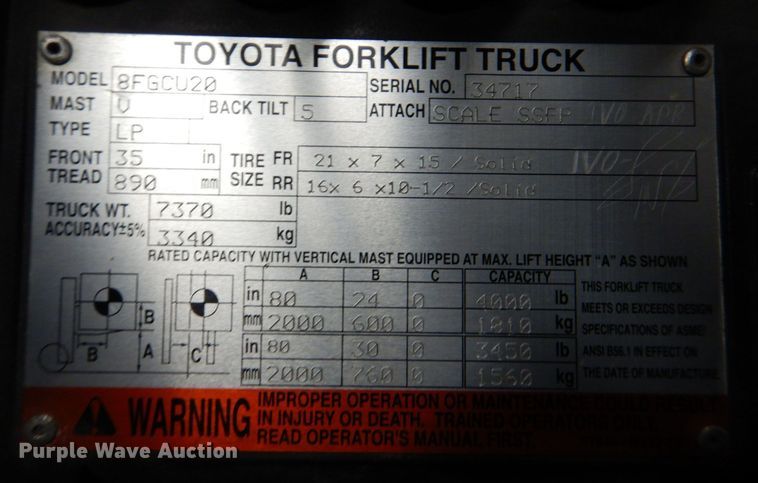 TOYOTA FORKLIFT TRUCK
MODEL 8FGCU20 SERIAL NO. 34717
MAST V BACK TILT 5 ATTACH SCALE SSFP
TYPE LP
FRONT TREAD 35 in TIRE SIZE FR 21 x 7 x 15 / Solid
890 mm RR 16x 6 x10-1/2 /Solid
TRUCK WT. 7370 lb
ACCURACY±5% 3340 kg
RATED CAPACITY WITH VERTICAL MAST EQUIPPED AT MAX. LIFT HEIGHT "A" AS SHOWN
A B C CAPACITY
in 80 24 0 4000 lb
mm 2000 600 0 1810 kg
in 80 30 0 3450 lb
mm 2000 760 0 1560 kg
B
B A C
THIS FORKLIFT TRUCK
MEETS OR EXCEEDS DESIGN
SPECIFICATIONS OF ASME/
ANSI B56.1 IN EFFECT ON
THE DATE OF MANUFACTURE.
WARNING
IMPROPER OPERATION OR MAINTENANCE COULD RESULT
IN INJURY OR DEATH. TRAINED OPERATORS ONLY.
READ OPERATOR'S MANUAL FIRST.
Purple Wave Auction